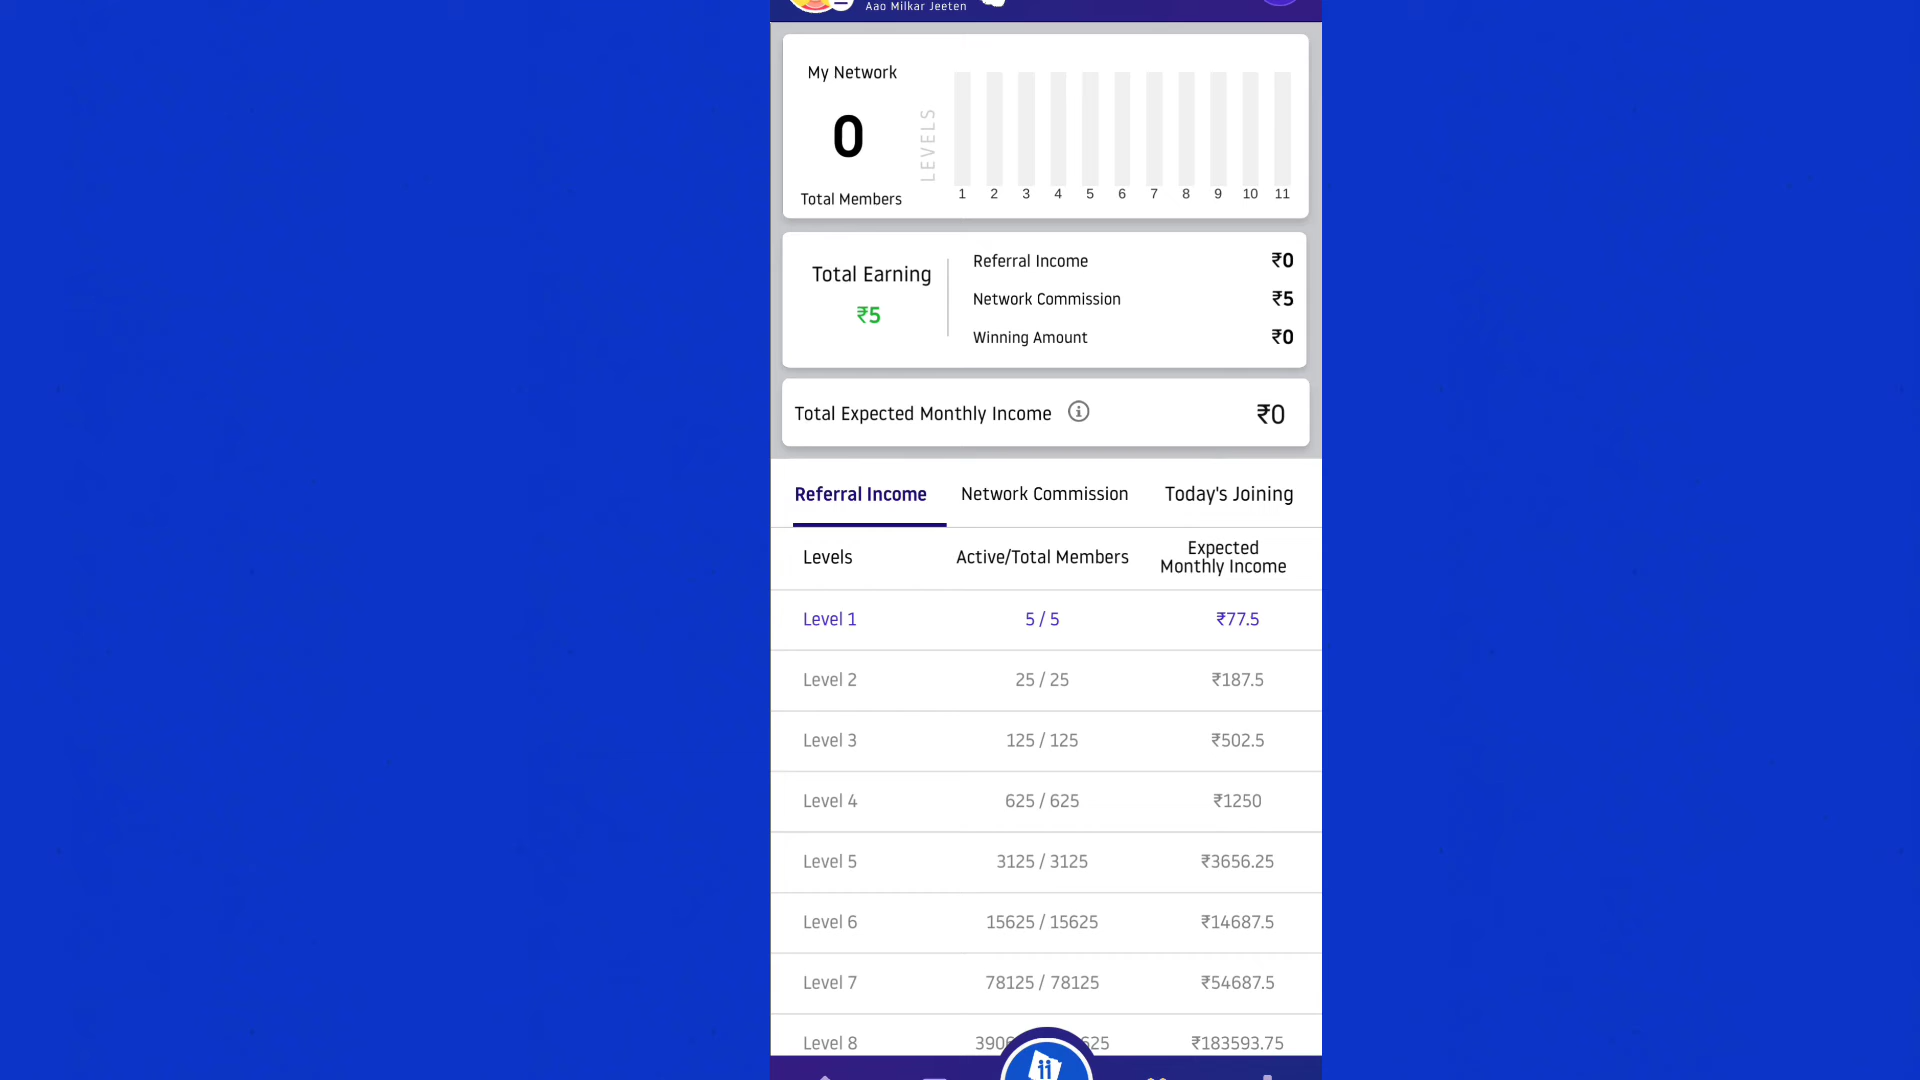 Aao Milkar Jeeten
My Network
0
Total Members
LEVELS
1 2 3 4 5 6 7 8 9 10 11
Total Earning
₹5
Referral Income ₹0
Network Commission ₹5
Winning Amount ₹0
Total Expected Monthly Income ₹0
Referral Income Network Commission Today's Joining
Levels Active/Total Members Expected Monthly Income
Level 1 5 / 5 ₹77.5
Level 2 25 / 25 ₹187.5
Level 3 125 / 125 ₹502.5
Level 4 625 / 625 ₹1250
Level 5 3125 / 3125 ₹3656.25
Level 6 15625 / 15625 ₹14687.5
Level 7 78125 / 78125 ₹54687.5
Level 8 ₹183593.75